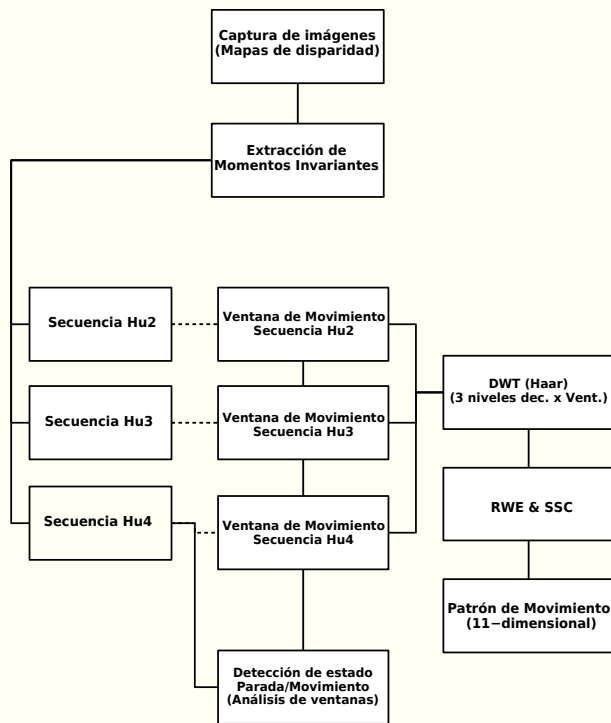 Captura de imágenes
(Mapas de disparidad)
Extracción de
Momentos Invariantes
Secuencia Hu2
Ventana de Movimiento
Secuencia Hu2
Secuencia Hu3
Ventana de Movimiento
Secuencia Hu3
Secuencia Hu4
Ventana de Movimiento
Secuencia Hu4
DWT (Haar)
(3 niveles dec. x Vent.)
RWE & SSC
Patrón de Movimiento
(11−dimensional)
Detección de estado
Parada/Movimiento
(Análisis de ventanas)